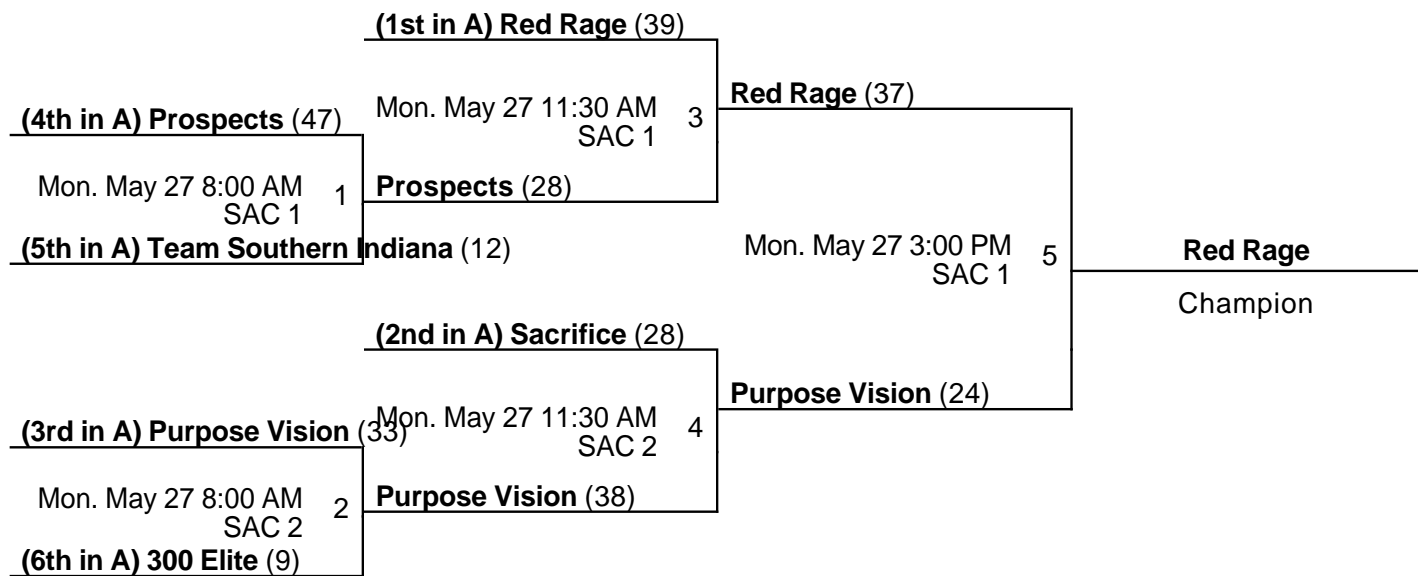 (1st in A) Red Rage (39)
Mon. May 27 11:30 AM
SAC 1
3
Red Rage (37)
(4th in A) Prospects (47)
Mon. May 27 8:00 AM
SAC 1
1
Prospects (28)
(5th in A) Team Southern Indiana (12)
Mon. May 27 3:00 PM
SAC 1
5
Red Rage
Champion
(2nd in A) Sacrifice (28)
Mon. May 27 11:30 AM
SAC 2
4
Purpose Vision (24)
(3rd in A) Purpose Vision (33)
Mon. May 27 8:00 AM
SAC 2
2
Purpose Vision (38)
(6th in A) 300 Elite (9)